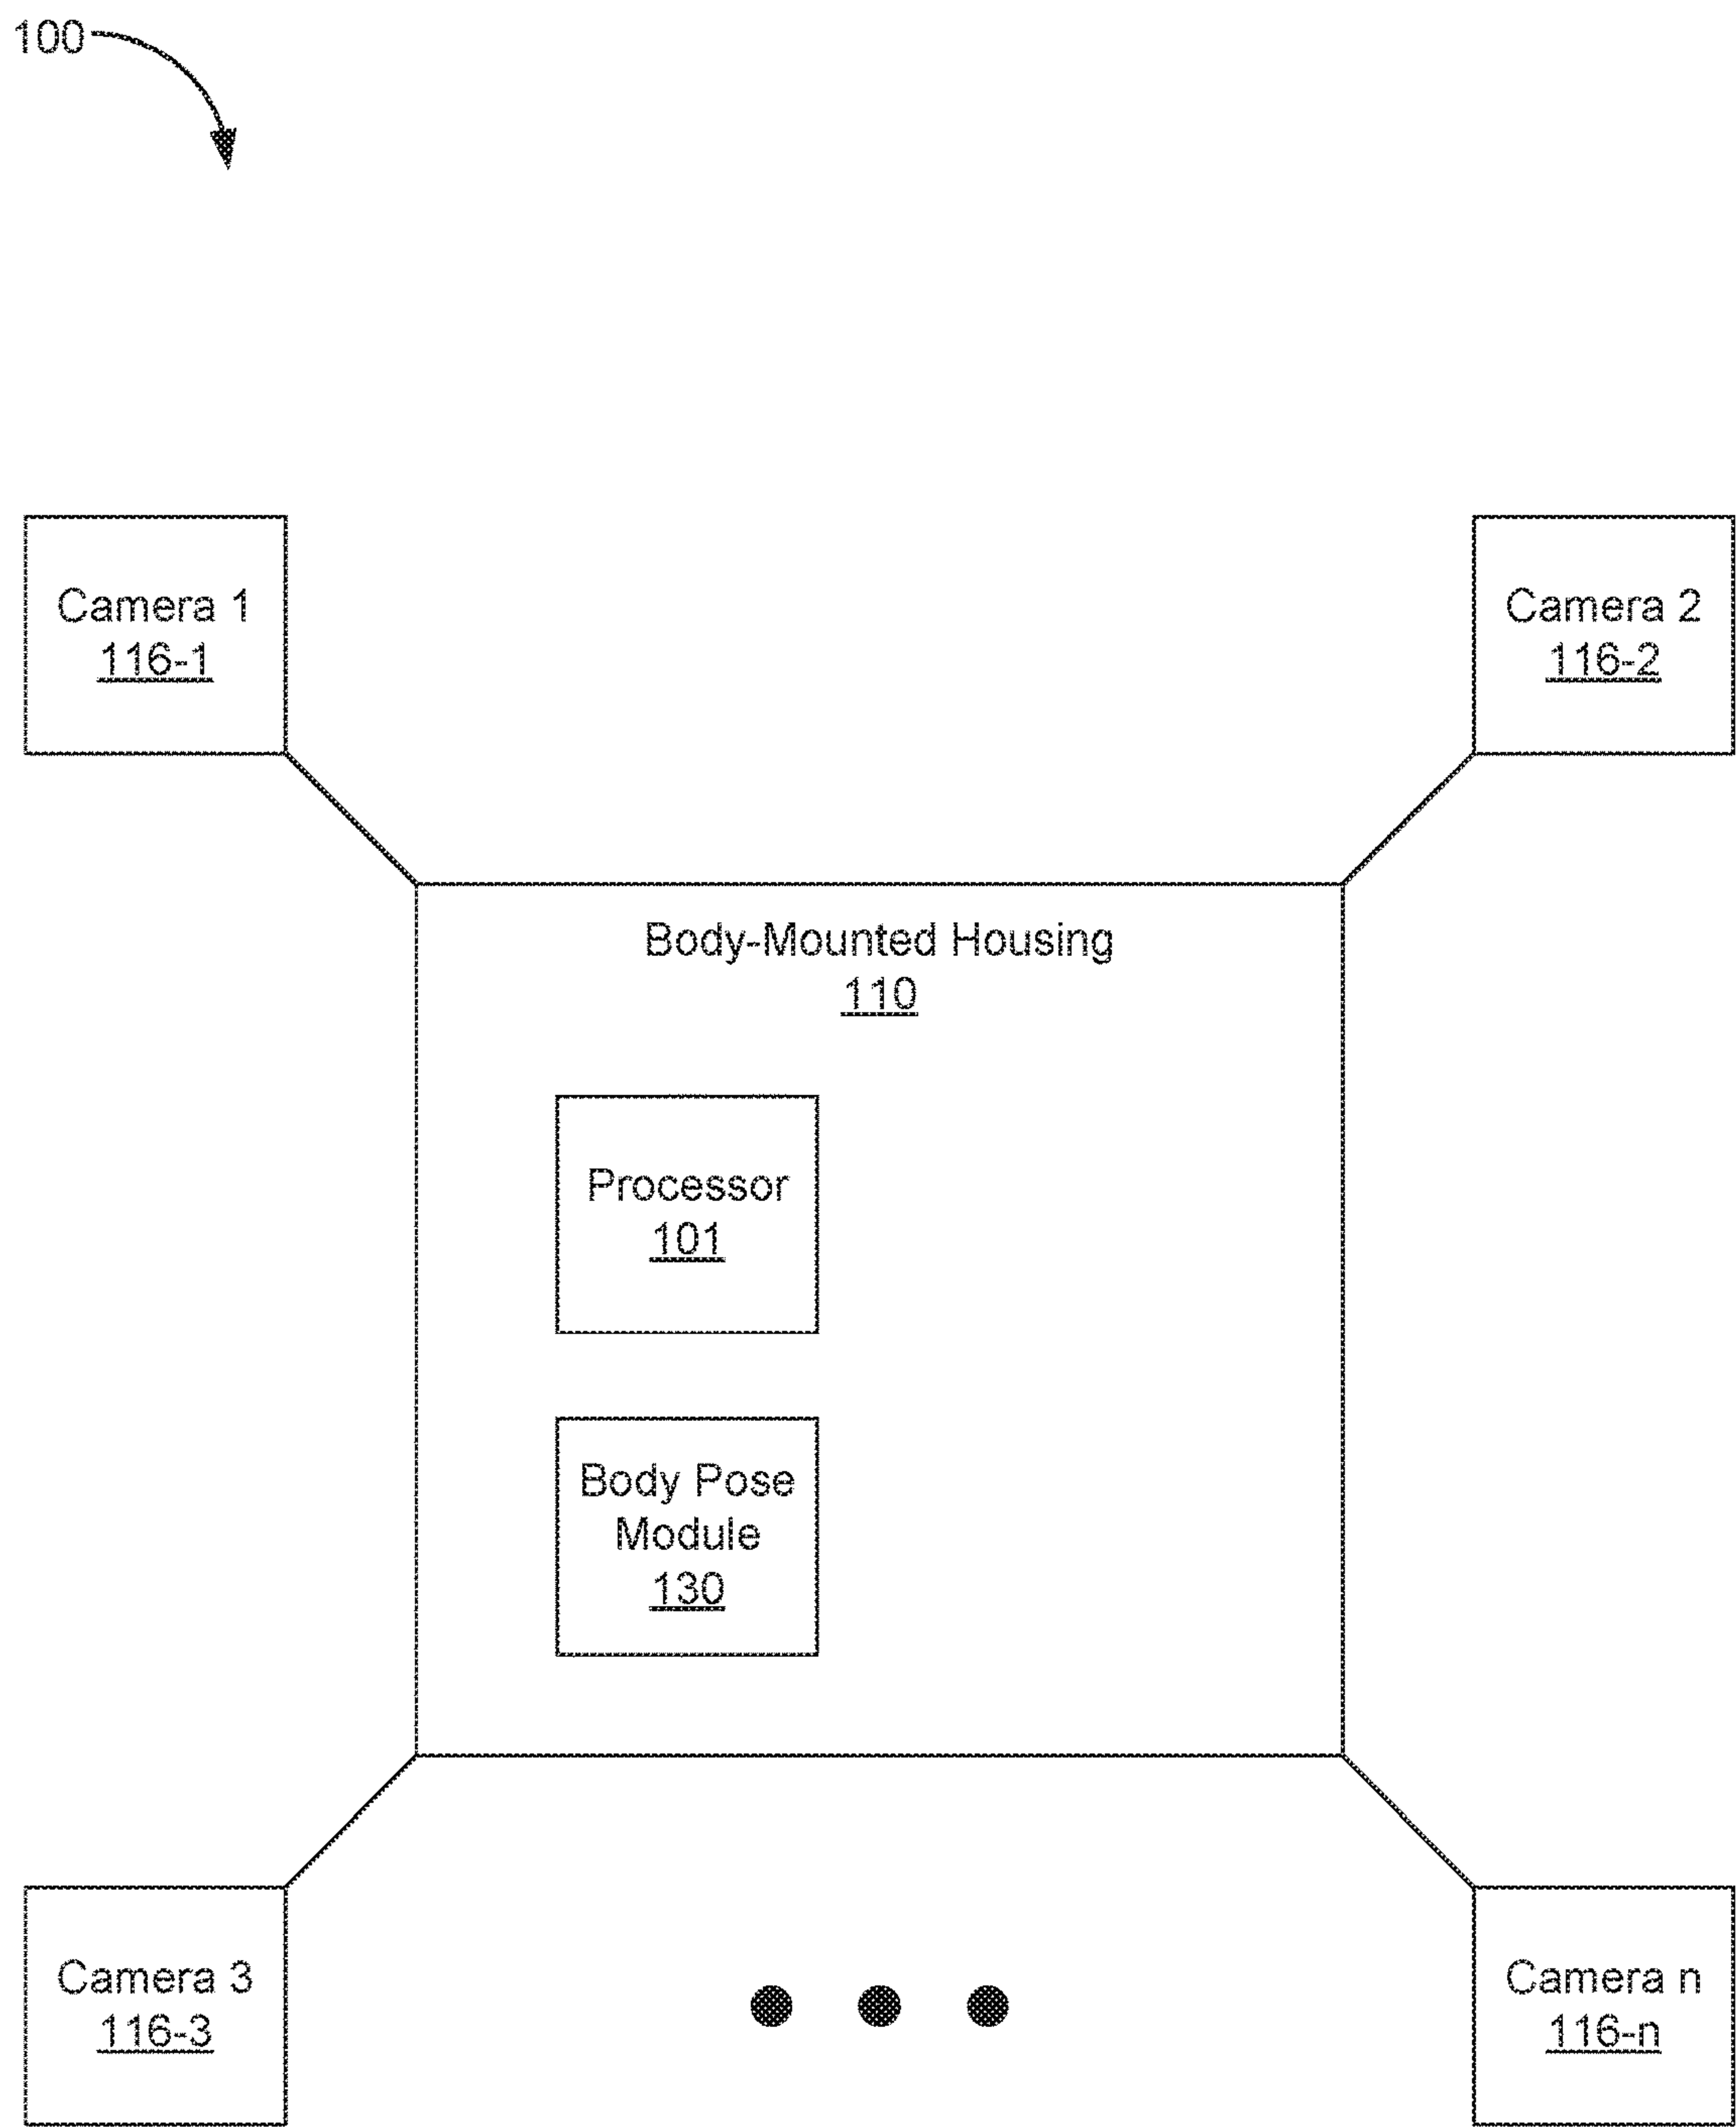 100
Camera 1
116-1
Camera 2
116-2
Body-Mounted Housing
110
Processor
101
Body Pose
Module
130
Camera 3
116-3
Camera n
116-n